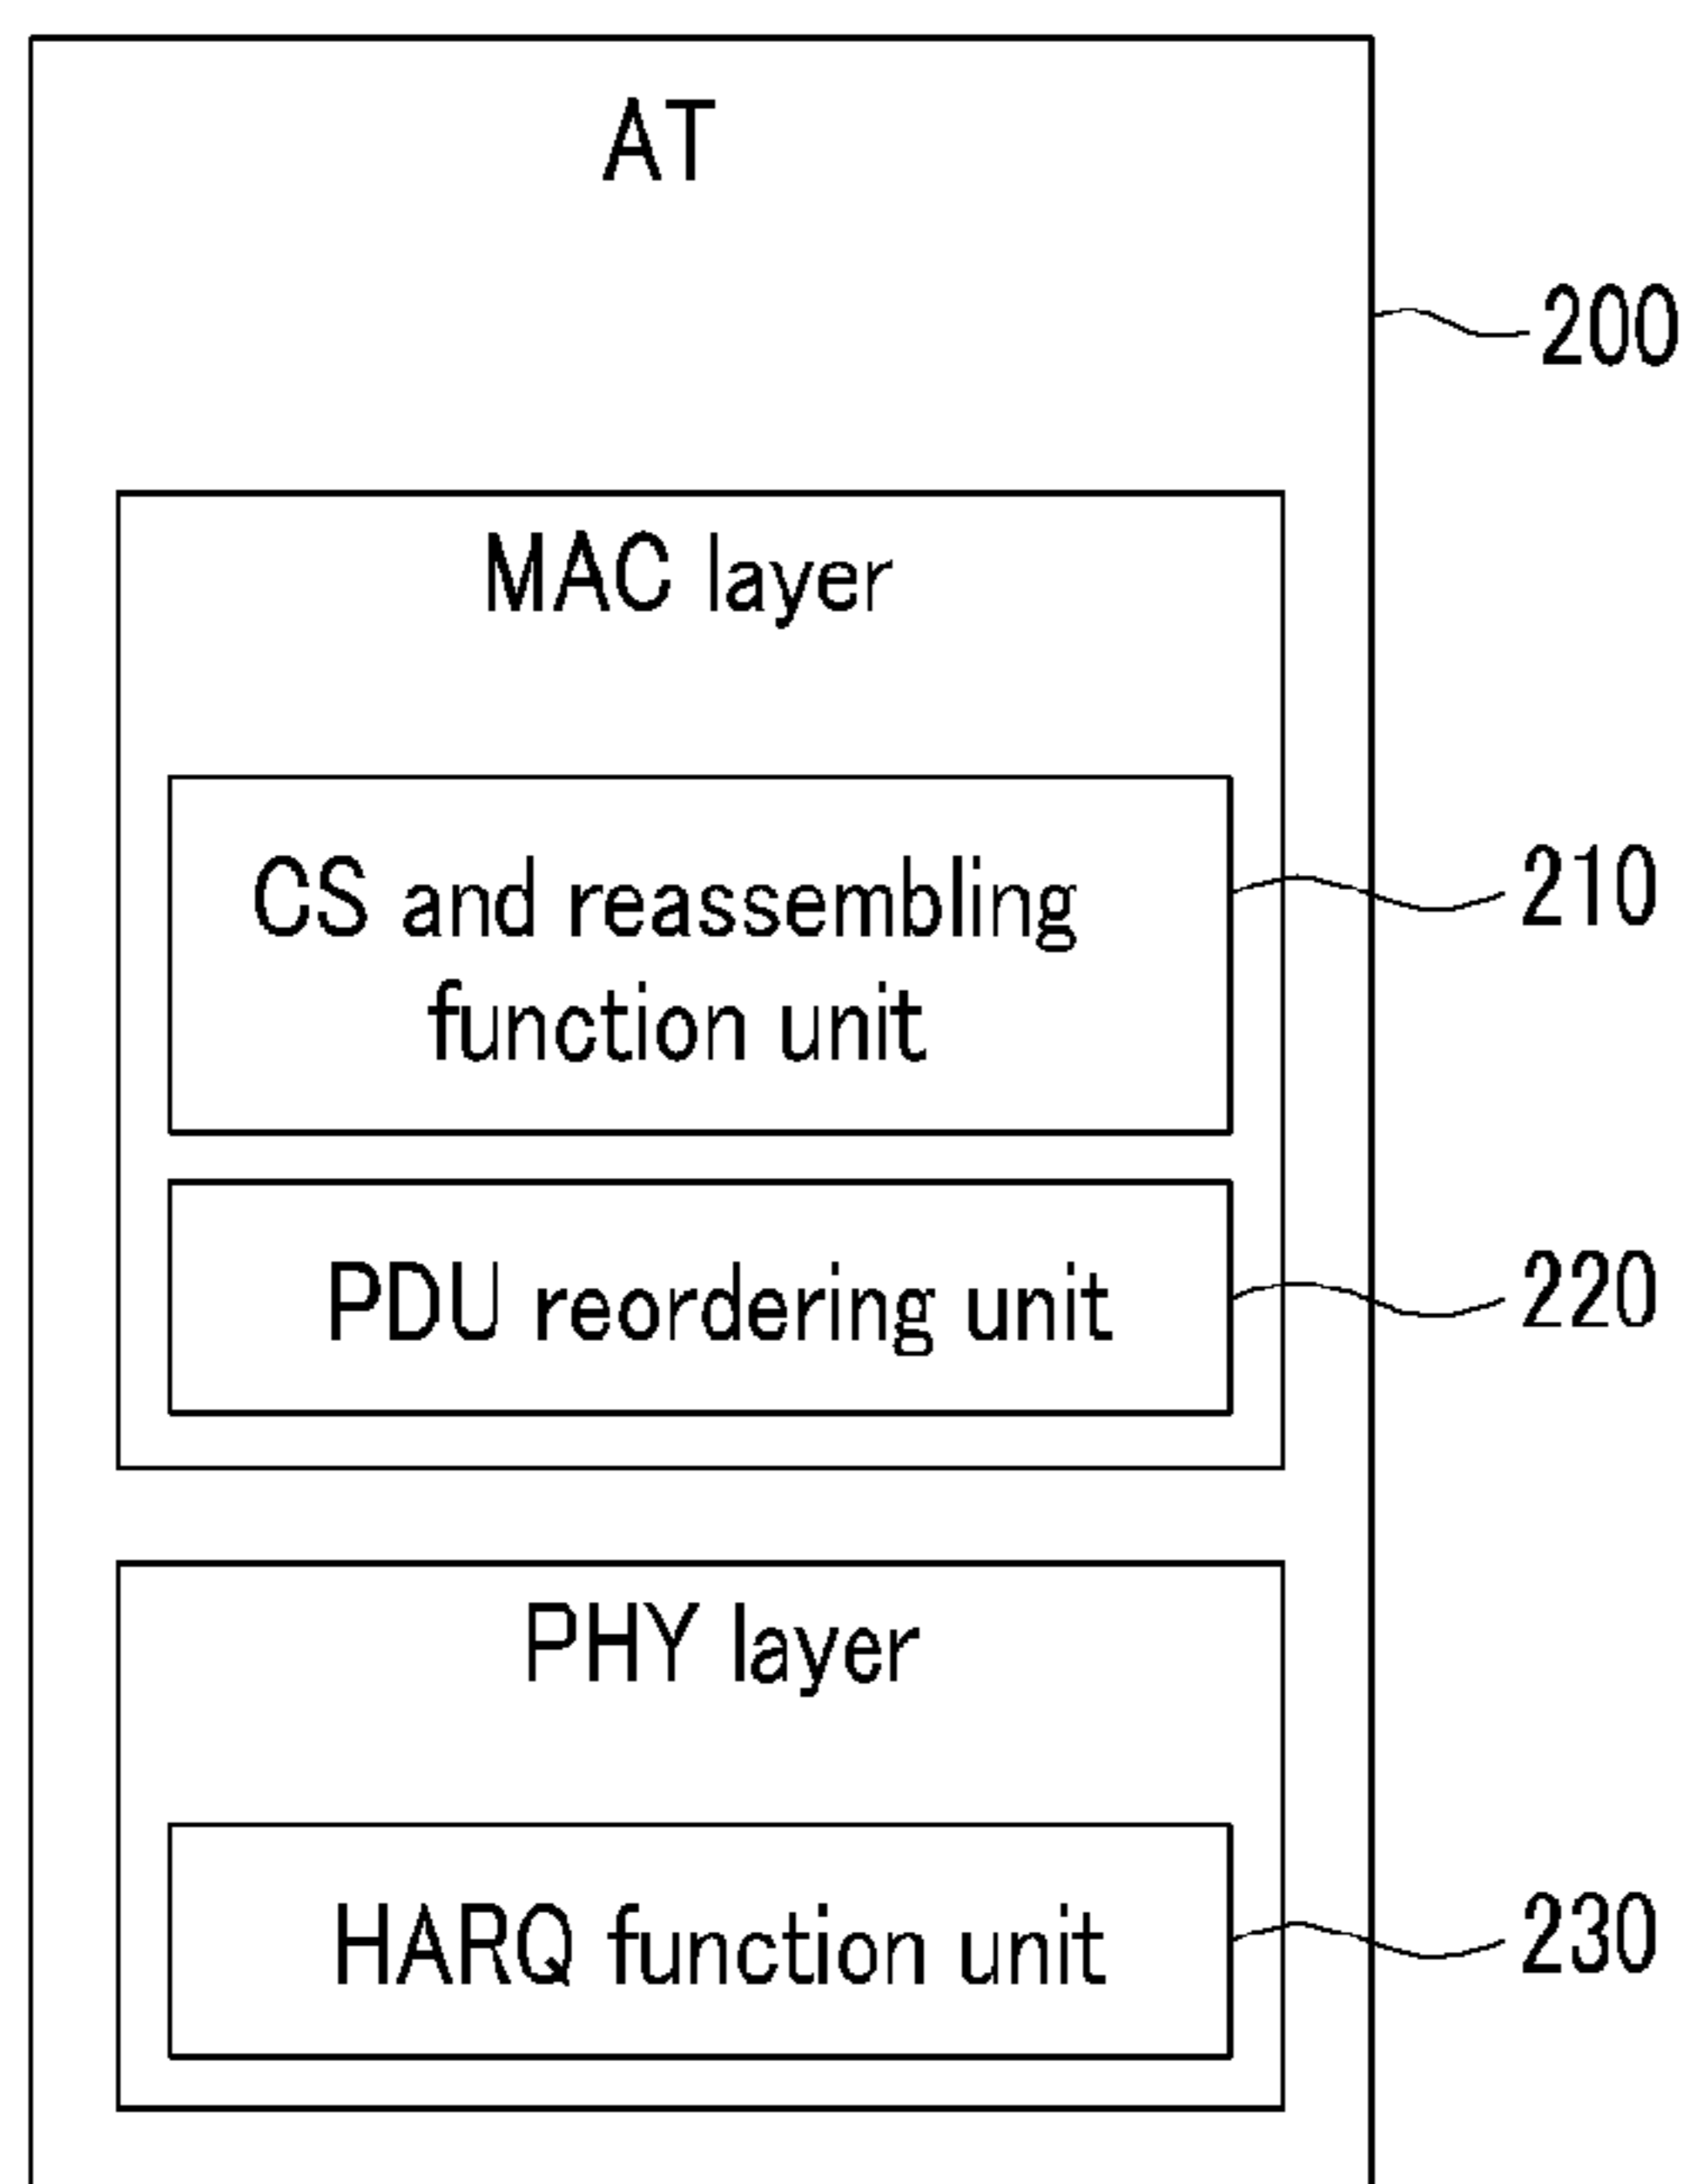 AT
200
MAC layer
CS and reassembling
function unit
210
PDU reordering unit
220
PHY layer
HARQ function unit
230